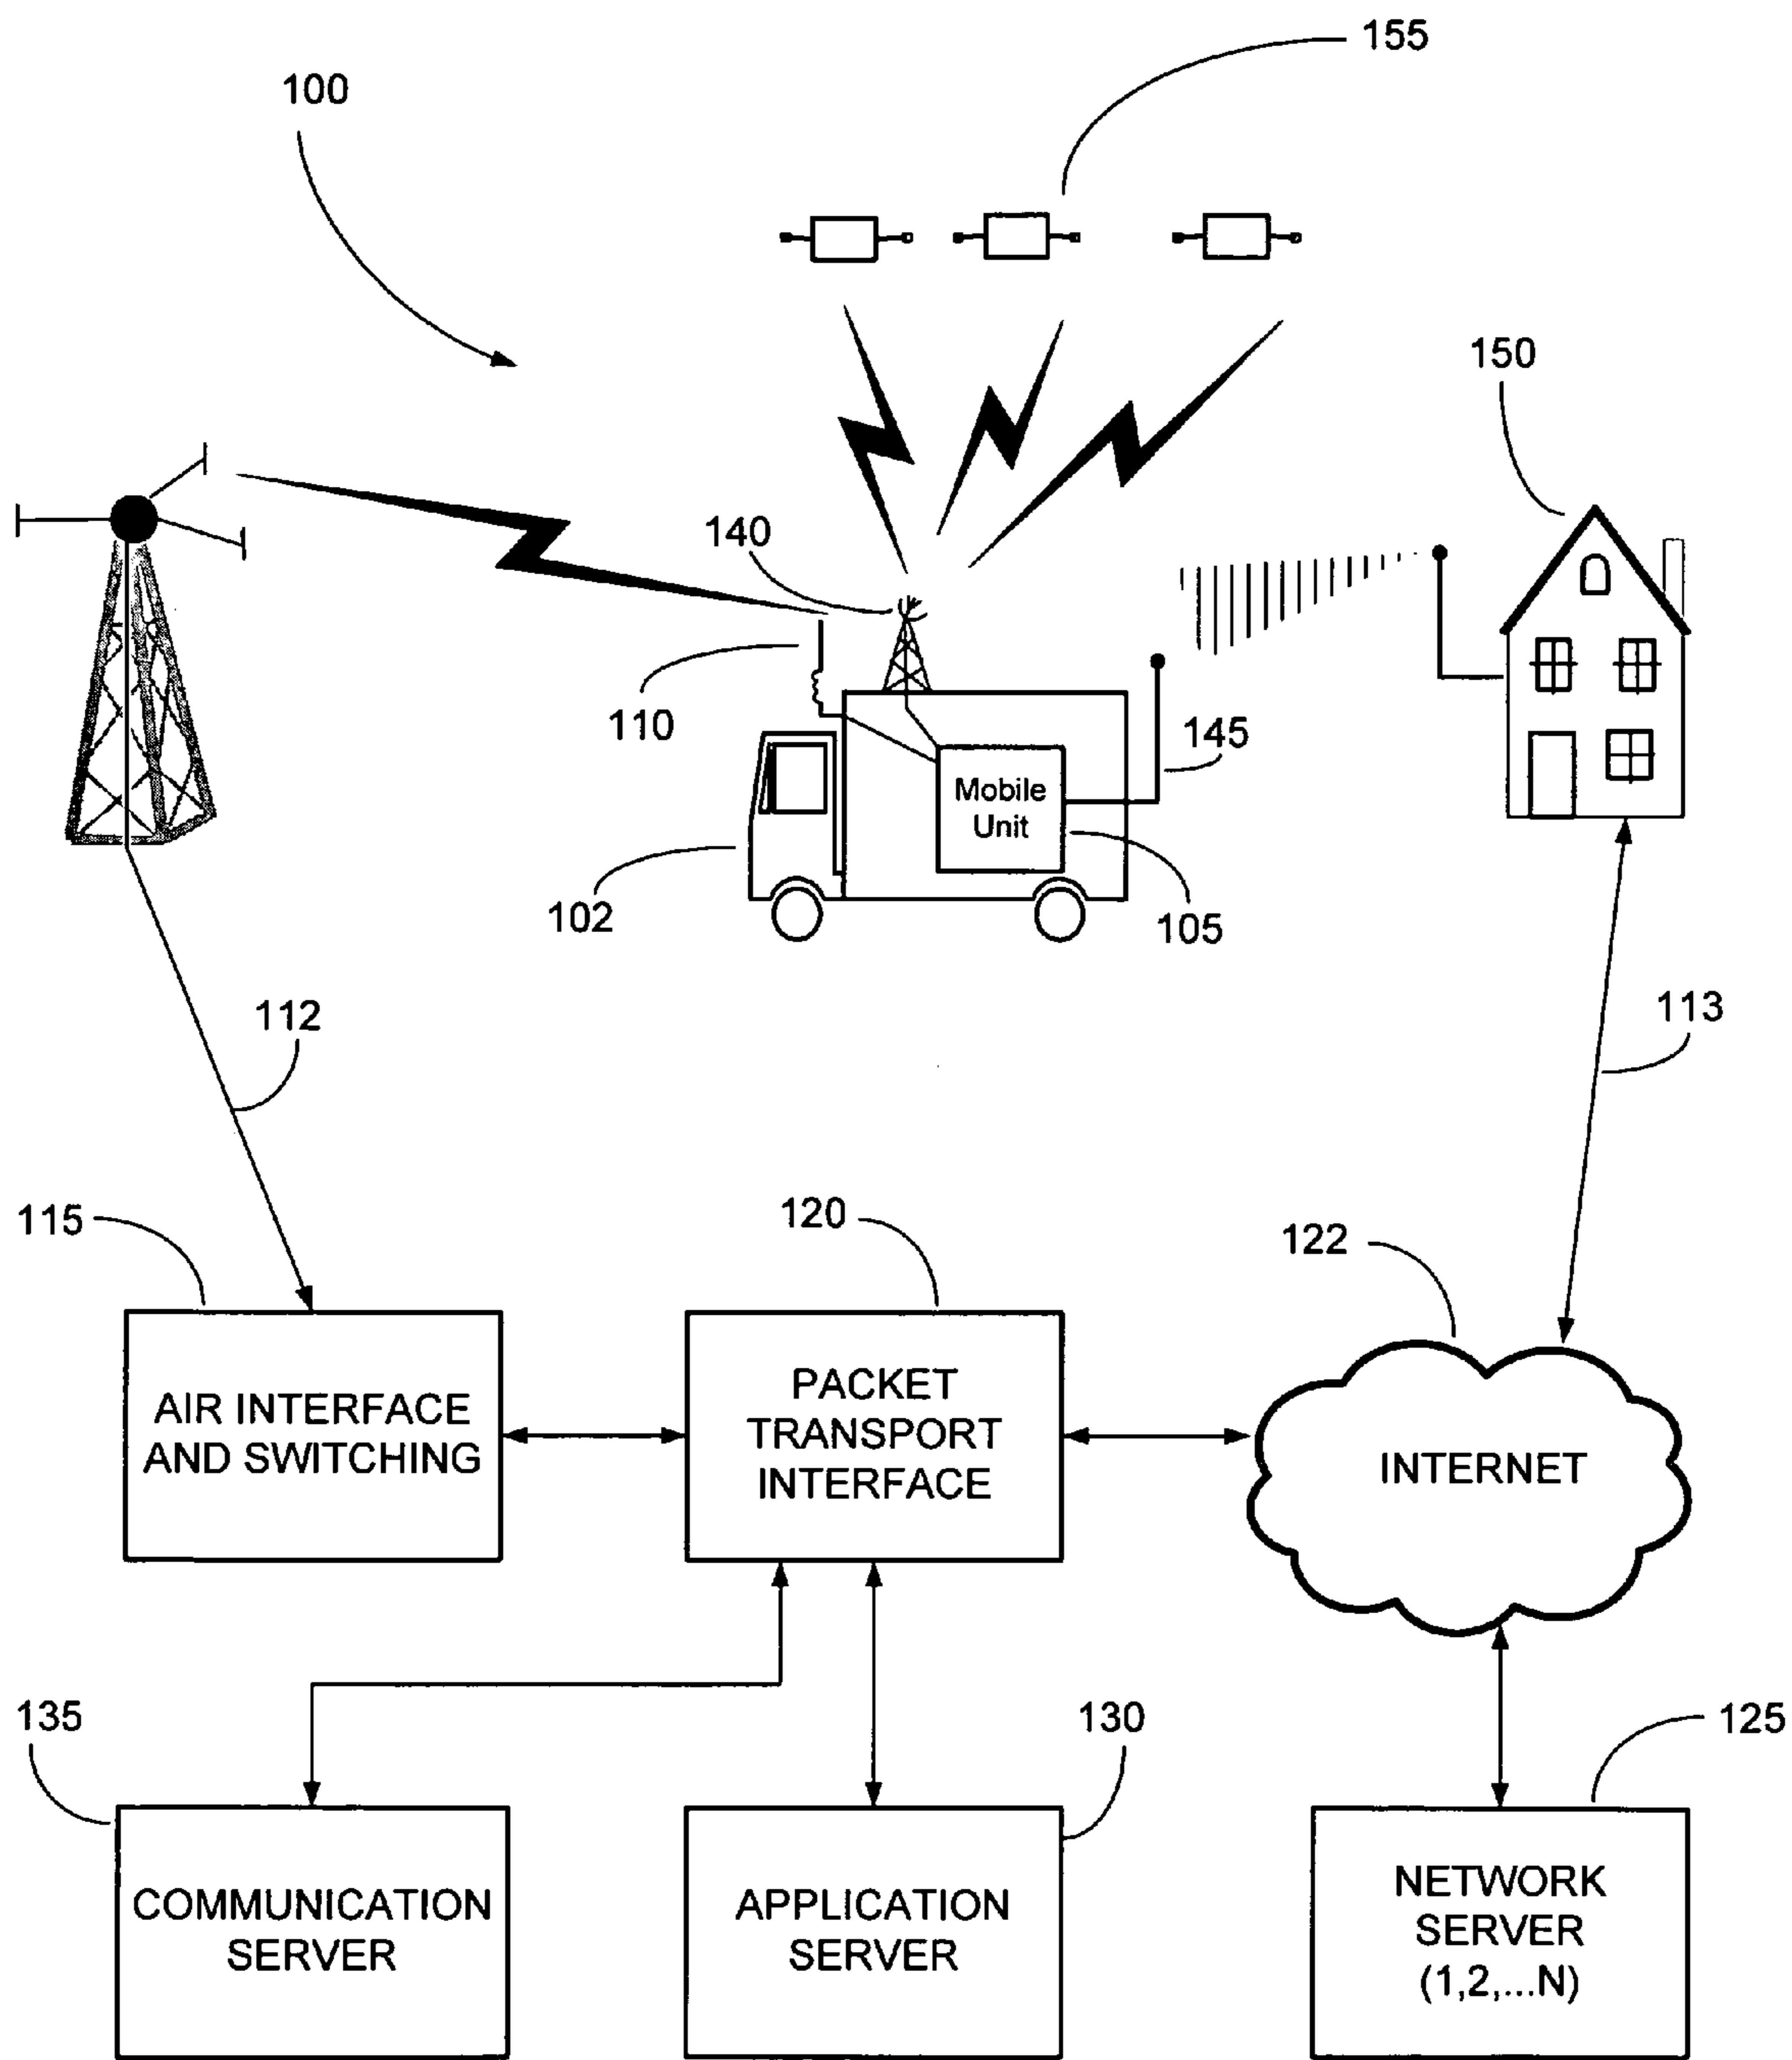 155
100
150
140
110
145
Mobile
Unit
102
105
112
113
115
120
122
AIR INTERFACE
AND SWITCHING
PACKET
TRANSPORT
INTERFACE
INTERNET
135
130
125
COMMUNICATION
SERVER
APPLICATION
SERVER
NETWORK
SERVER
(1,2,...N)